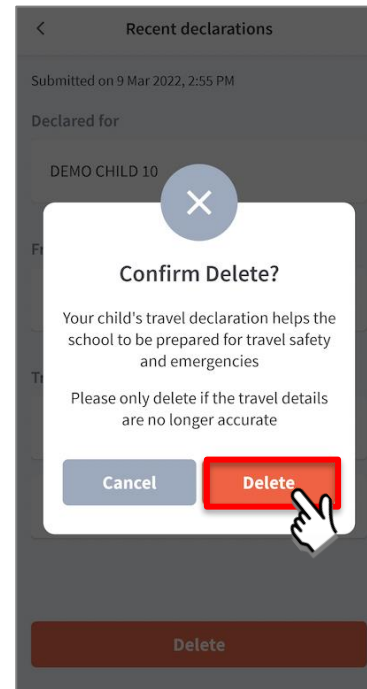 Recent declarations
Submitted on 9 Mar 2022, 2:55 PM
Declared for
DEMO CHILD 10
Fr
Confirm Delete?
Your child's travel declaration helps the
school to be prepared for travel safety
and emergencies
Tr
Please only delete if the travel details
are no longer accurate
Cancel Delete
Delete